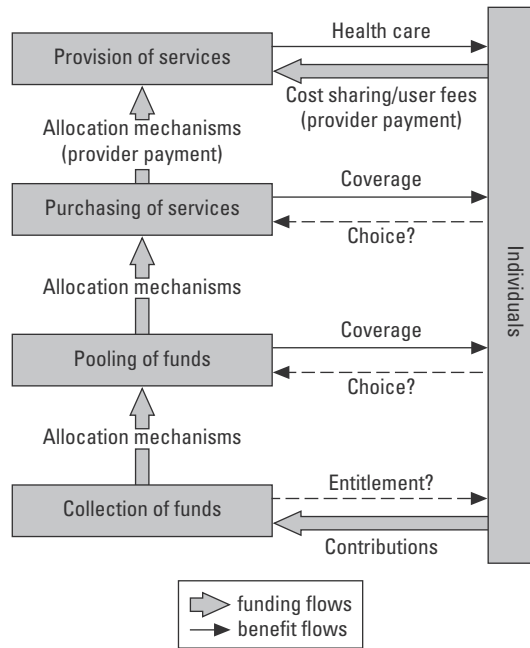 Health care
Provision of services
Cost sharing/user fees
(provider payment)
Allocation mechanisms
(provider payment)
Coverage
Purchasing of services
Choice?
Allocation mechanisms
Coverage
Pooling of funds
Choice?
Allocation mechanisms
Entitlement?
Collection of funds
Contributions
Individuals
funding flows
benefit flows